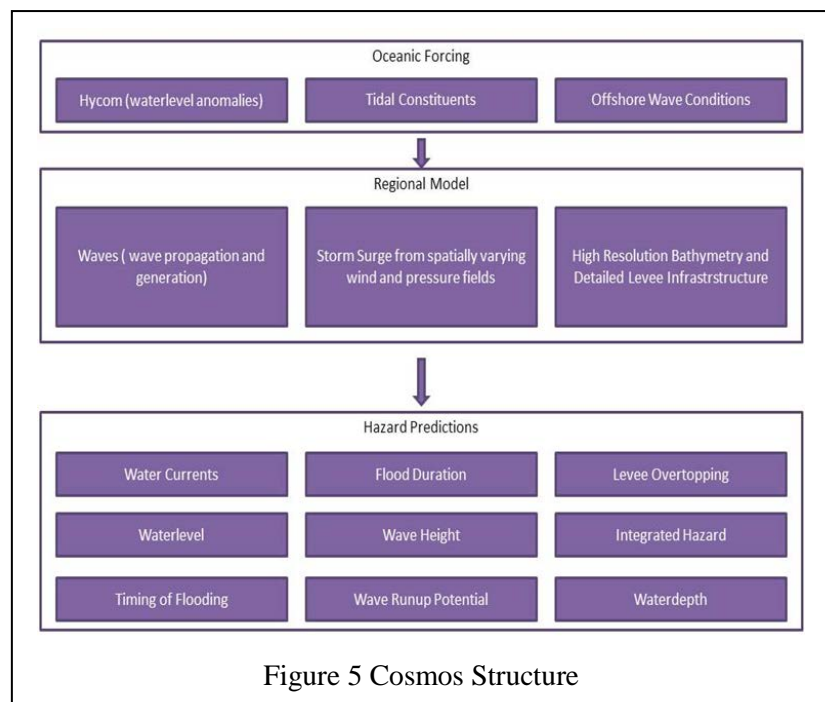 Oceanic Forcing
Hycom (waterlevel anomalies)
Tidal Constituents
Offshore Wave Conditions
Regional Model
Waves ( wave propagation and
generation)
Storm Surge from spatially varying
wind and pressure fields
High Resolution Bathymetry and
Detailed Levee Infrastrstructure
Hazard Predictions
Water Currents
Flood Duration
Levee Overtopping
Waterlevel
Wave Height
Integrated Hazard
Timing of Flooding
Wave Runup Potential
Waterdepth
Figure 5 Cosmos Structure